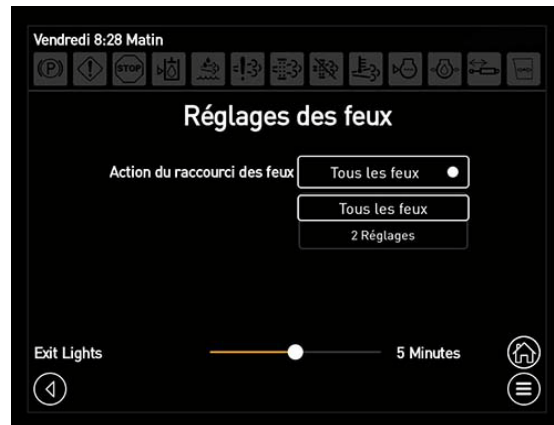 Vendredi 8:28 Matin
STOP
Réglages des feux
Action du raccourci des feux Tous les feux
Tous les feux
2 Réglages
Exit Lights 5 Minutes